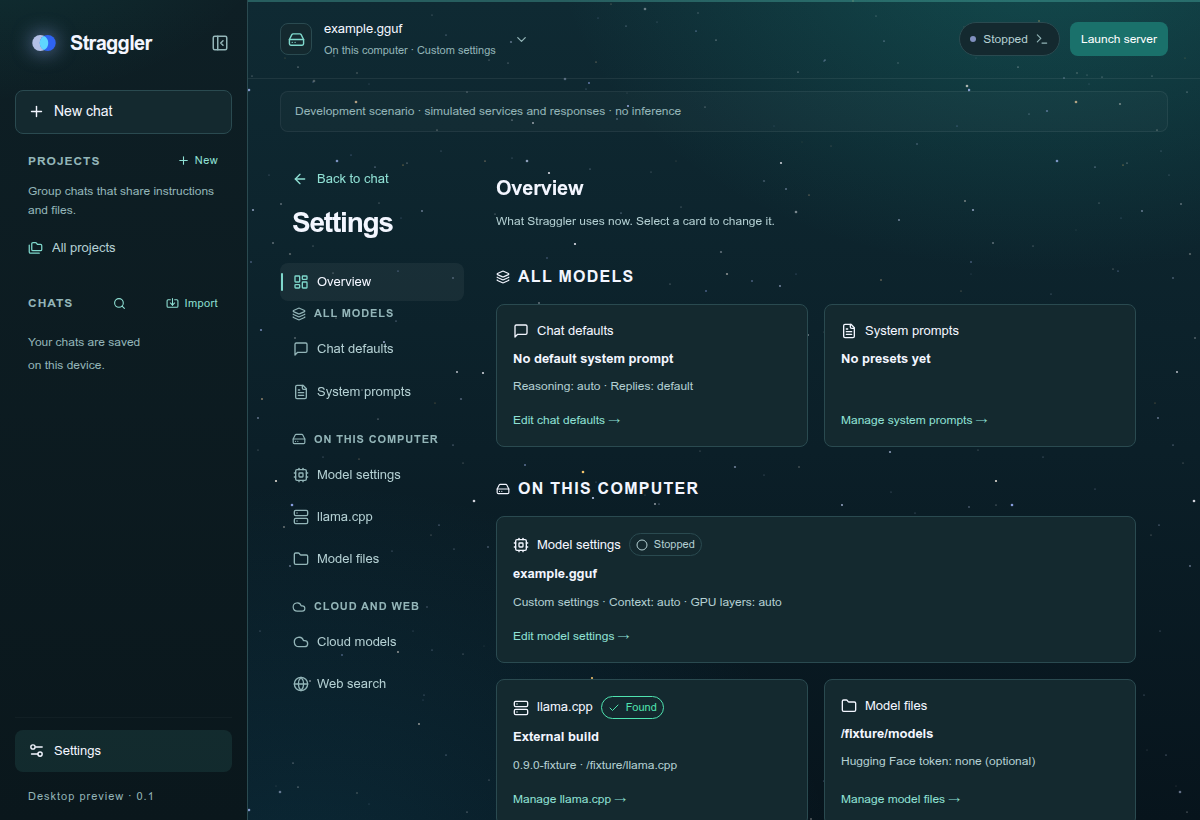 Straggler
New chat
PROJECTS
New
Group chats that share instructions
and files.
All projects
CHATS
Import
Your chats are saved
on this device.
Settings
Desktop preview · 0.1
example.gguf
On this computer · Custom settings
Stopped
Launch server
Development scenario · simulated services and responses · no inference
Back to chat
Settings
Overview
ALL MODELS
Chat defaults
System prompts
ON THIS COMPUTER
Model settings
llama.cpp
Model files
CLOUD AND WEB
Cloud models
Web search
Overview
What Straggler uses now. Select a card to change it.
ALL MODELS
Chat defaults
No default system prompt
Reasoning: auto · Replies: default
Edit chat defaults →
System prompts
No presets yet
Manage system prompts →
ON THIS COMPUTER
Model settings
Stopped
example.gguf
Custom settings · Context: auto · GPU layers: auto
Edit model settings →
llama.cpp
Found
External build
0.9.0-fixture · /fixture/llama.cpp
Manage llama.cpp →
Model files
/fixture/models
Hugging Face token: none (optional)
Manage model files →